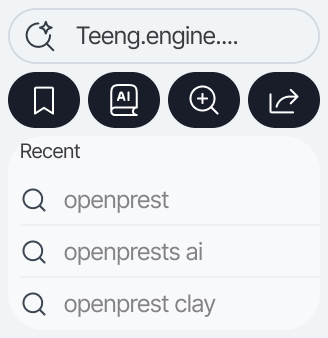 Teeng.engine....
AI
Recent
openprest
openprests ai
openprest clay